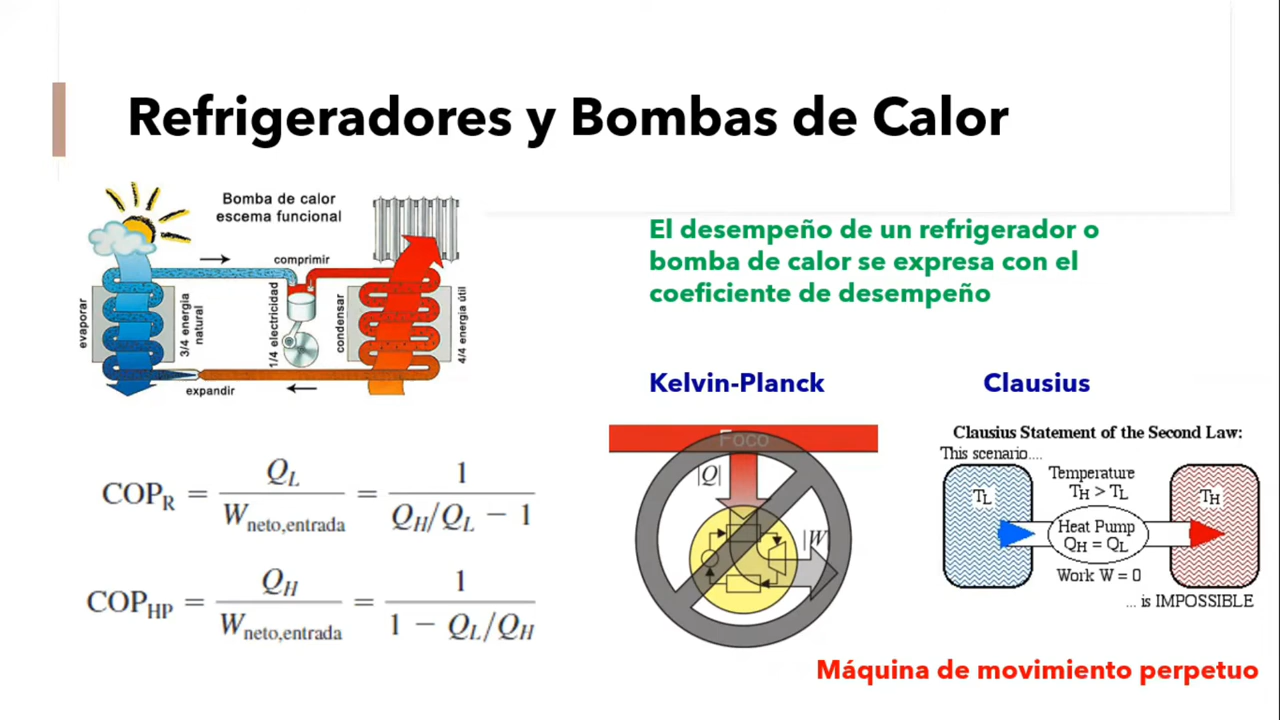 Refrigeradores y Bombas de Calor
Bomba de calor
escema funcional
comprimir
evaporar
3/4 energia
natural
1/4 electricidad
condensar
4/4 energia útil
expandir
El desempeño de un refrigerador o
bomba de calor se expresa con el
coeficiente de desempeño
COP_R = Q_L / W_neto,entrada = 1 / (Q_H/Q_L − 1)
COP_HP = Q_H / W_neto,entrada = 1 / (1 − Q_L/Q_H)
Kelvin-Planck
Foco
|Q|
|W
Clausius
Clausius Statement of the Second Law:
This scenario....
Temperature
T_H > T_L
T_L
T_H
Heat Pump
Q_H = Q_L
Work W = 0
... is IMPOSSIBLE
Máquina de movimiento perpetuo